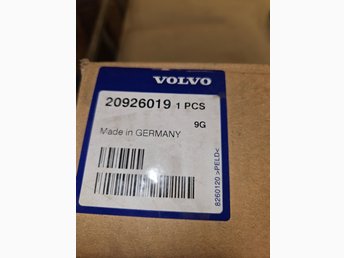 VOLVO
20926019 1 PCS
9G
Made in GERMANY
8260120 >PELD<